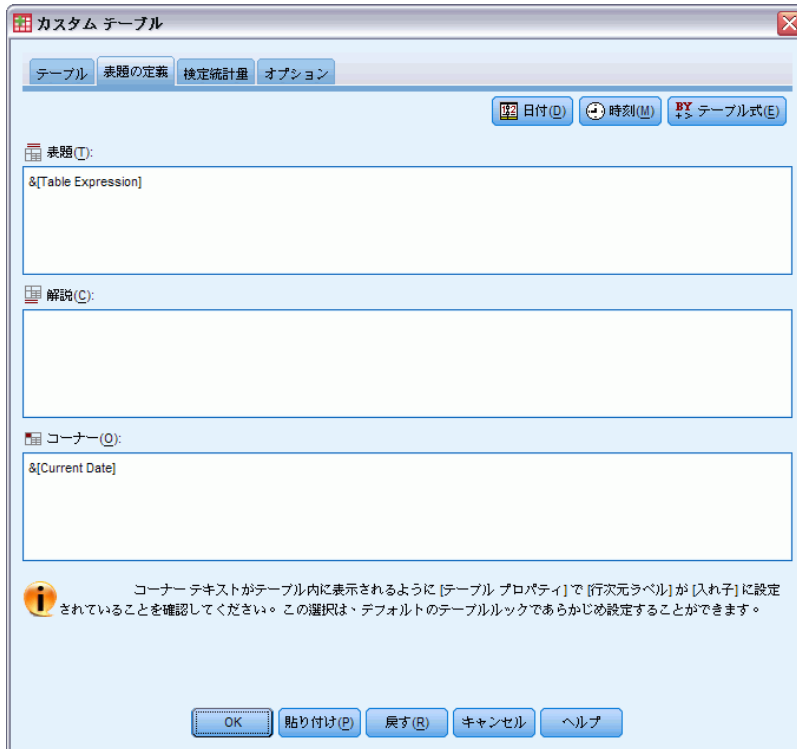 カスタム テーブル
テーブル 表題の定義 検定統計量 オプション
日付(D) 時刻(M) BY +> テーブル式(E)
表題(T):
&[Table Expression]
解説(C):
コーナー(O):
&[Current Date]
コーナー テキストがテーブル内に表示されるように [テーブル プロパティ] で [行次元ラベル] が [入れ子] に設定
されていることを確認してください。この選択は、デフォルトのテーブルルックであらかじめ設定することができます。
OK 貼り付け(P) 戻す(R) キャンセル ヘルプ